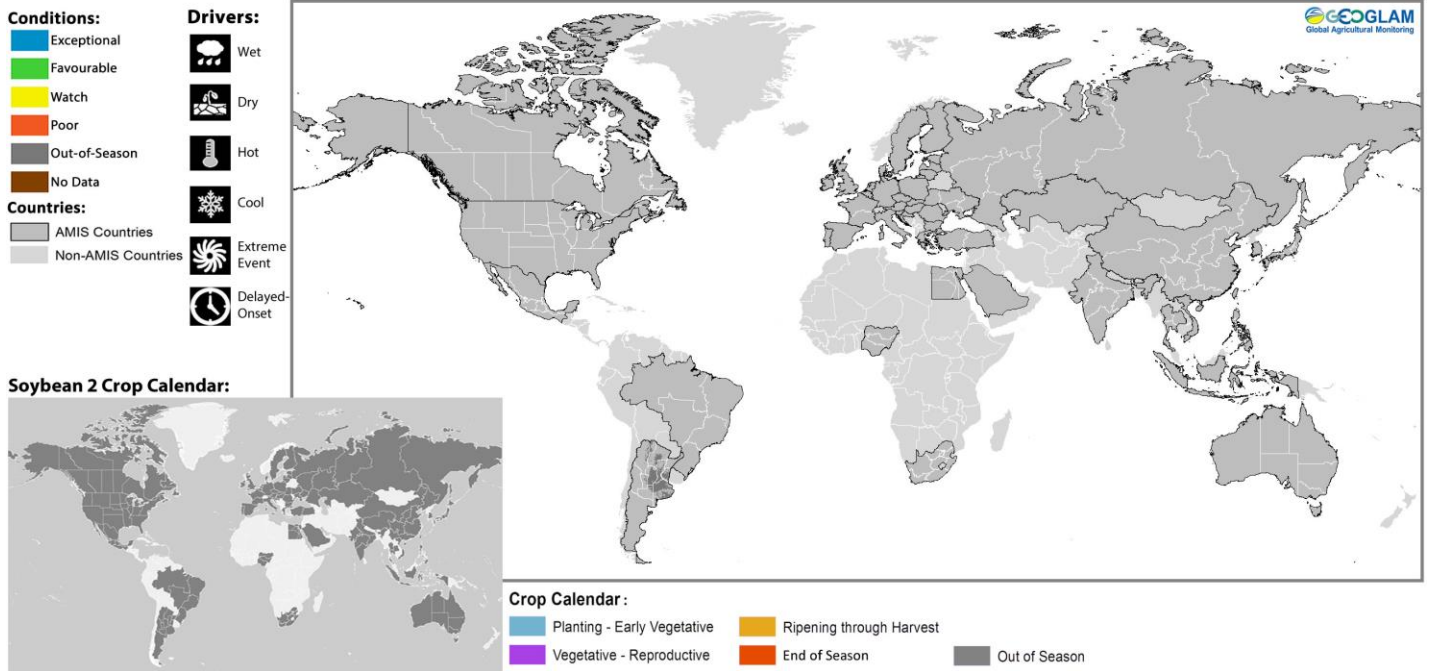 Conditions:
Exceptional
Favourable
Watch
Poor
Out-of-Season
No Data
Countries:
AMIS Countries
Non-AMIS Countries
Drivers:
Wet
Dry
Hot
Cool
Extreme
Event
Delayed-
Onset
GEOGLAM
Global Agricultural Monitoring
Soybean 2 Crop Calendar:
Crop Calendar :
Planting - Early Vegetative
Vegetative - Reproductive
Ripening through Harvest
End of Season
Out of Season